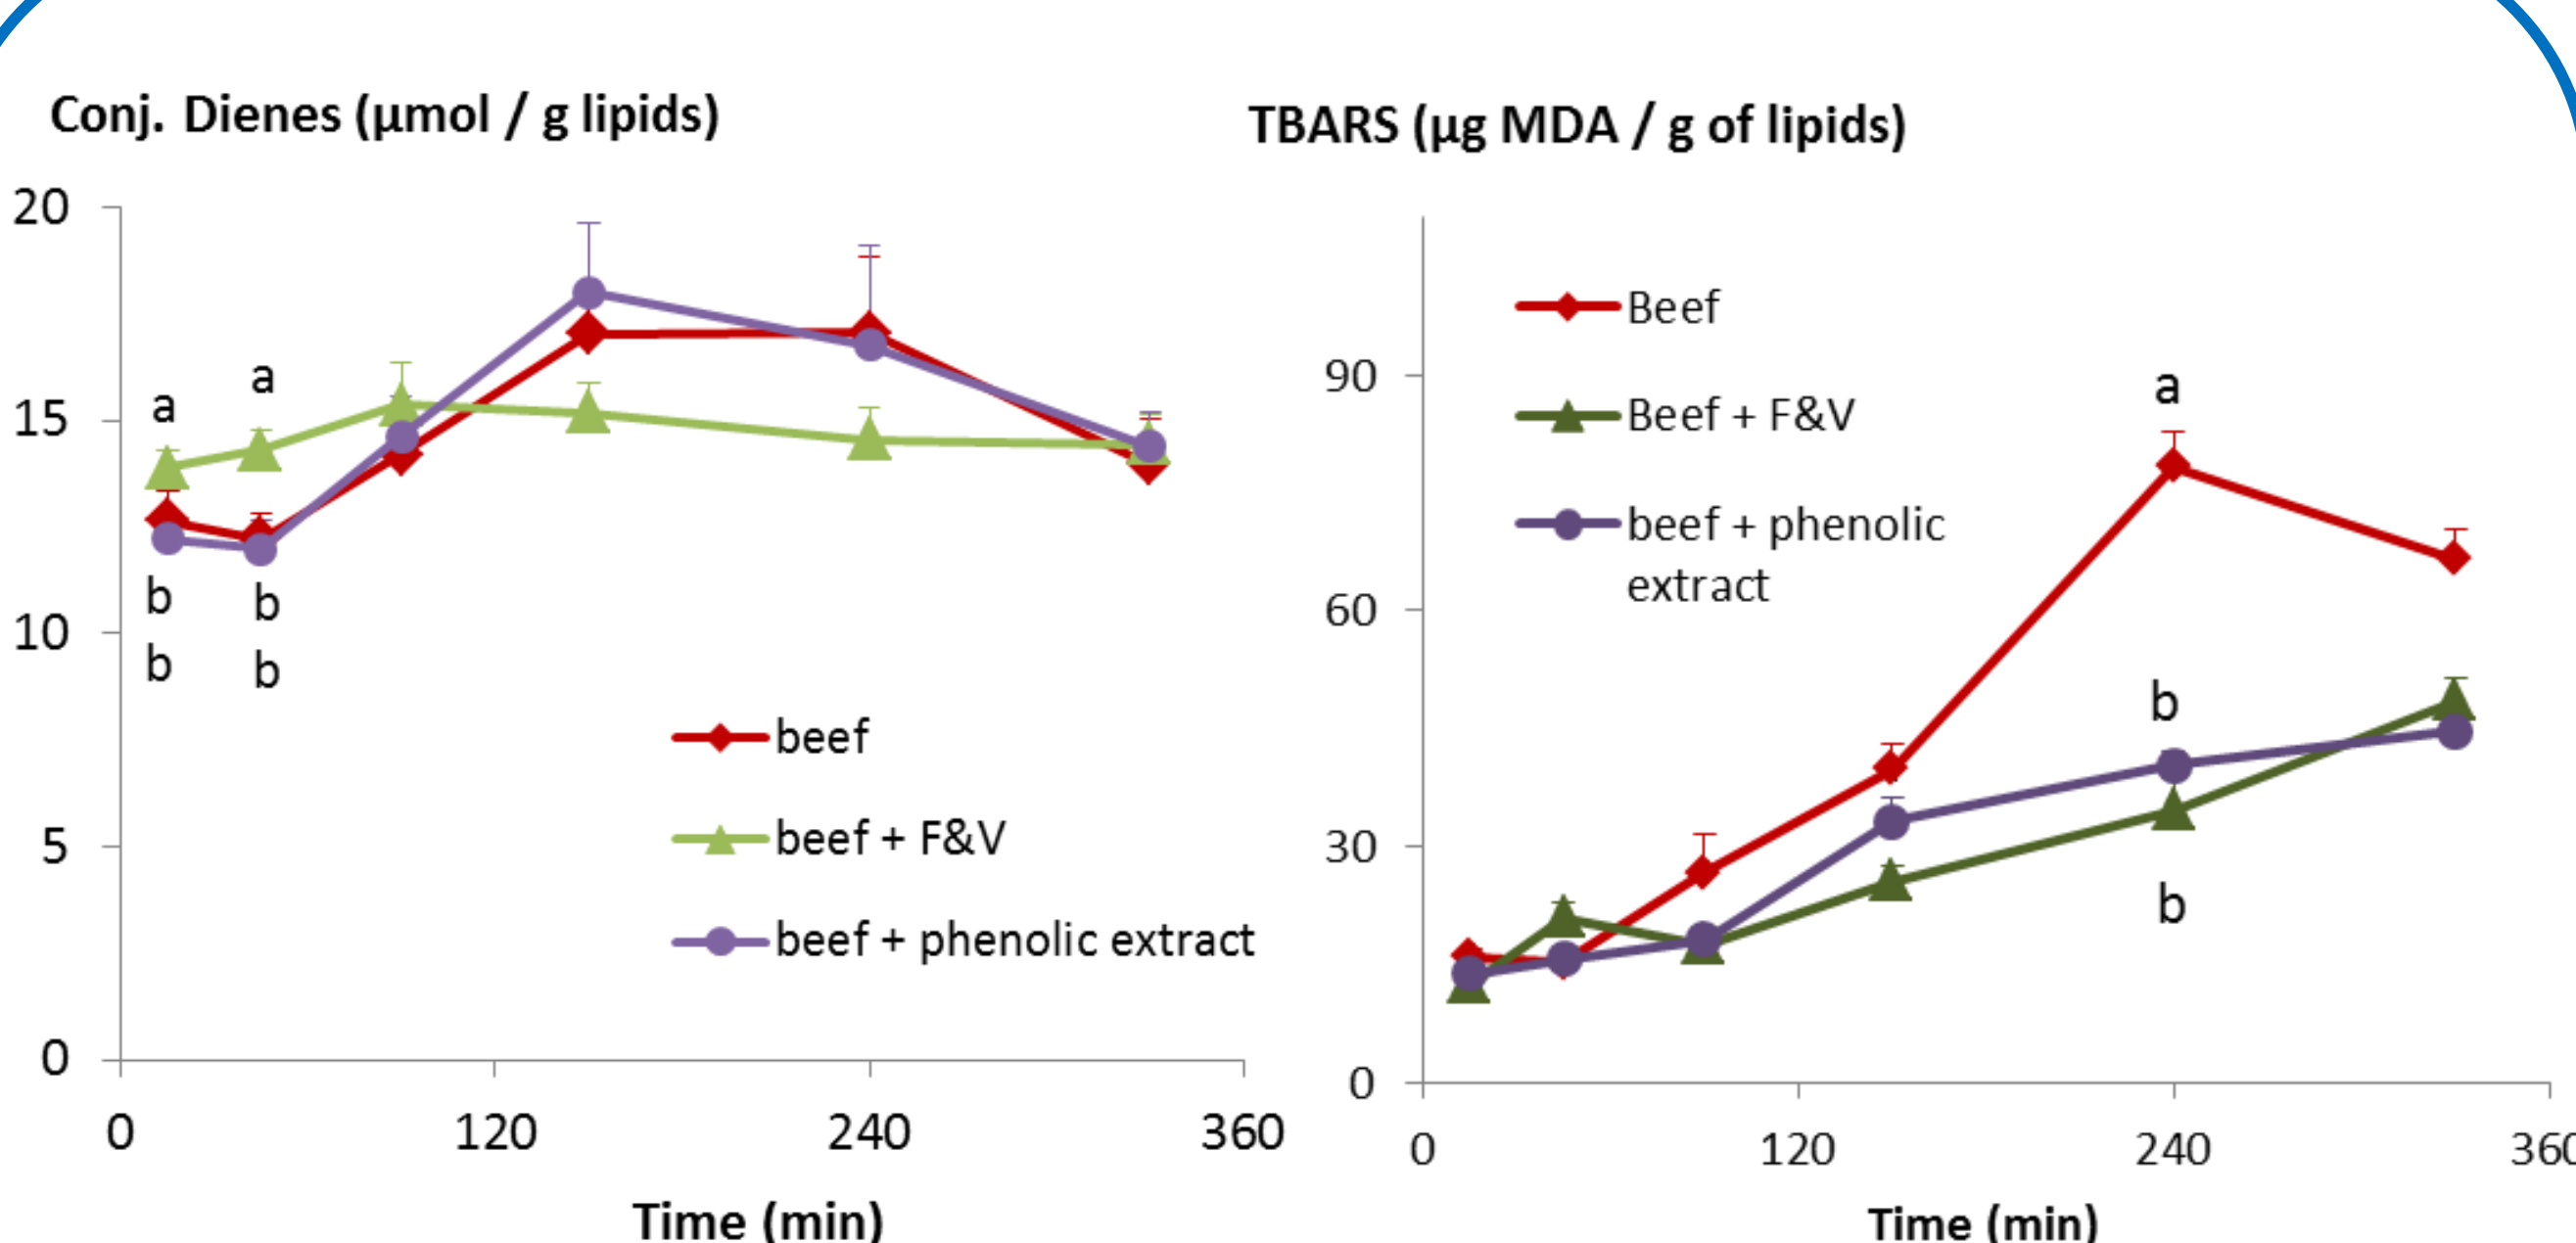 Conj. Dienes (µmol / g lipids)
20
15
10
5
0
a
a
b
b
b
b
beef
beef + F&V
beef + phenolic extract
0
120
240
360
Time (min)
TBARS (µg MDA / g of lipids)
90
60
30
0
Beef
Beef + F&V
beef + phenolic
extract
a
b
b
0
120
240
360
Time (min)